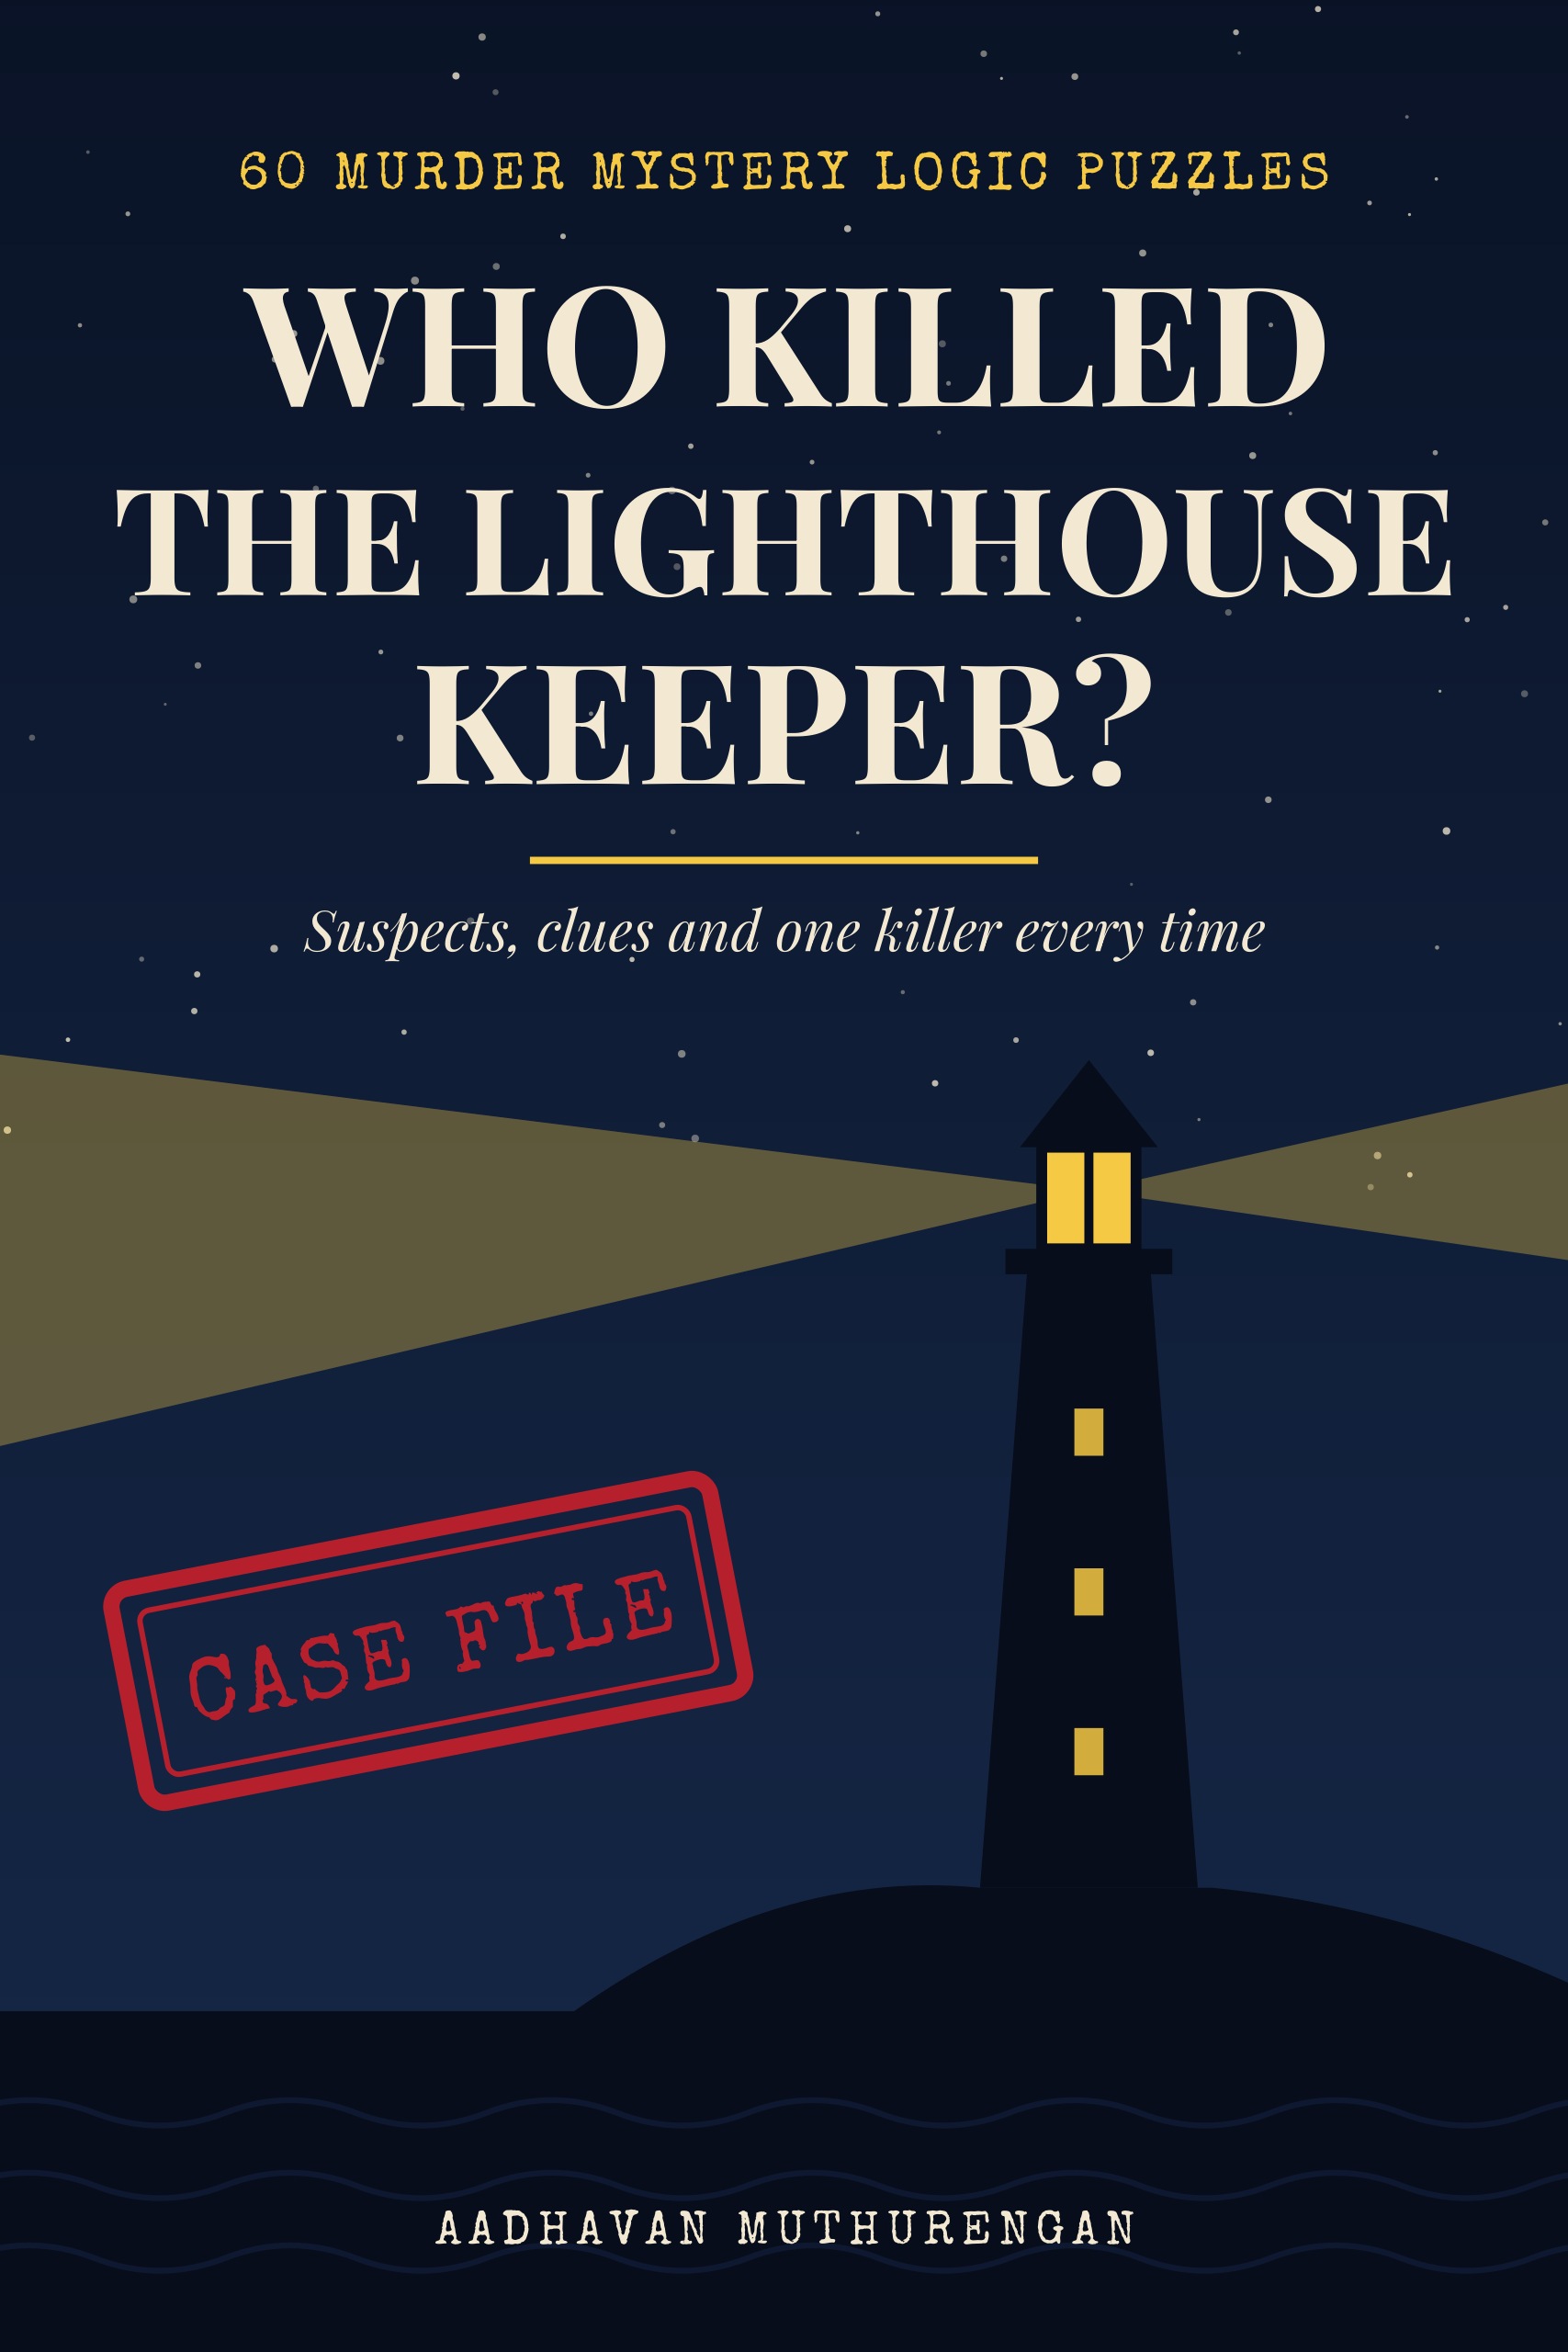 60 MURDER MYSTERY LOGIC PUZZLES
WHO KILLED
THE LIGHTHOUSE
KEEPER?
Suspects, clues and one killer every time
CASE FILE
AADHAVAN MUTHURENGAN